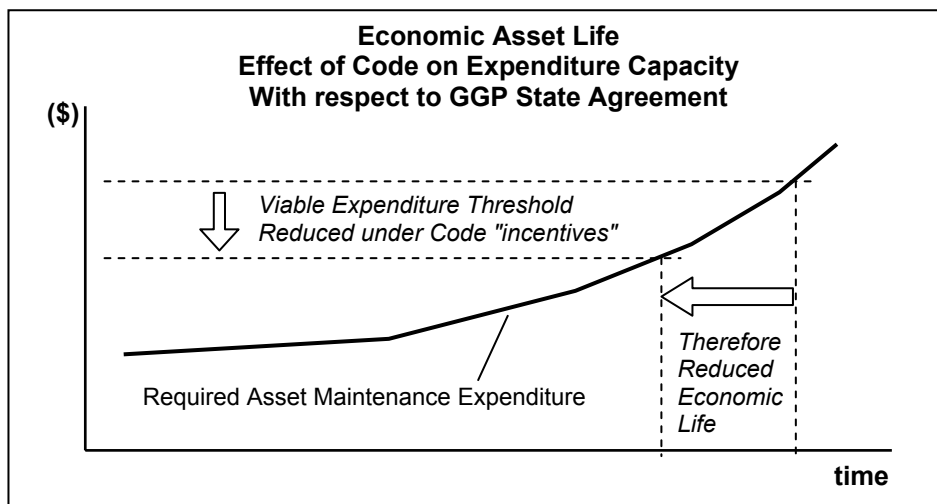 Economic Asset Life
Effect of Code on Expenditure Capacity
With respect to GGP State Agreement
($)
Viable Expenditure Threshold
Reduced under Code "incentives"
Therefore
Reduced
Economic
Life
Required Asset Maintenance Expenditure
time